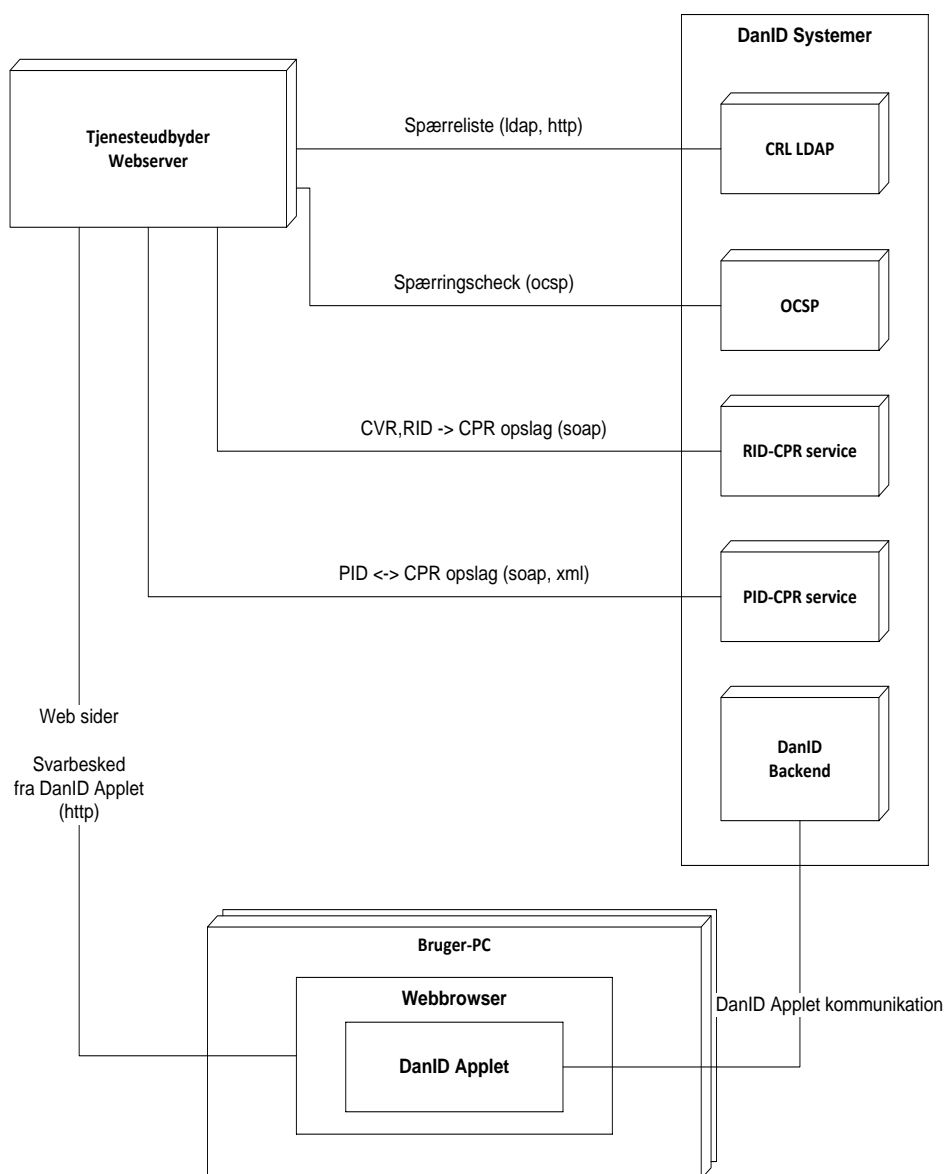 DanID Systemer
Tjenesteudbyder
Webserver
Spærreliste (ldap, http)
CRL LDAP
Spærringscheck (ocsp)
OCSP
CVR,RID -> CPR opslag (soap)
RID-CPR service
PID <-> CPR opslag (soap, xml)
PID-CPR service
Web sider
Svarbesked
fra DanID Applet
(http)
DanID
Backend
Bruger-PC
Webbrowser
DanID Applet kommunikation
DanID Applet